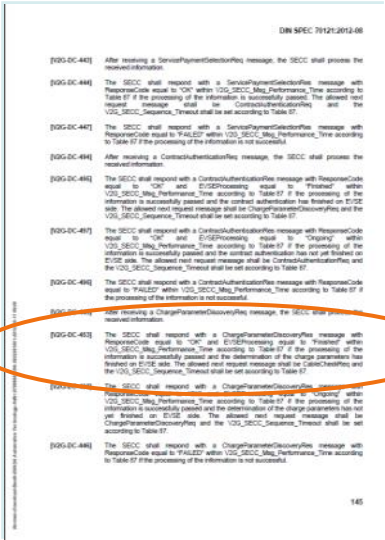 DIN SPEC 70121:2012-08
[V2G-DC-443] After receiving a ServicePaymentSelectionReq message, the SECC shall process the
received information.
[V2G-DC-444] The SECC shall respond with a ServicePaymentSelectionRes message with
ResponseCode equal to "OK" within V2G_SECC_Msg_Performance_Time according to
Table 67 if the processing of the information is successfully passed. The allowed next
request message shall be ContractAuthenticationReq and the
V2G_SECC_Sequence_Timeout shall be set according to Table 67.
[V2G-DC-447] The SECC shall respond with a ServicePaymentSelectionRes message with
ResponseCode equal to "FAILED" within V2G_SECC_Msg_Performance_Time according
to Table 67 if the processing of the information is not successful.
[V2G-DC-494] After receiving a ContractAuthenticationReq message, the SECC shall process the
received information.
[V2G-DC-495] The SECC shall respond with a ContractAuthenticationRes message with ResponseCode
equal to "OK" and EVSEProcessing equal to "Finished" within
V2G_SECC_Msg_Performance_Time according to Table 67 if the processing of the
information is successfully passed and the contract authentication has finished on EVSE
side. The allowed next request message shall be ChargeParameterDiscoveryReq and the
V2G_SECC_Sequence_Timeout shall be set according to Table 67.
[V2G-DC-497] The SECC shall respond with a ContractAuthenticationRes message with ResponseCode
equal to "OK" and EVSEProcessing equal to "Ongoing" within
V2G_SECC_Msg_Performance_Time according to Table 67 if the processing of the
information is successfully passed and the contract authentication has not yet finished on
EVSE side. The allowed next request message shall be ContractAuthenticationReq and
the V2G_SECC_Sequence_Timeout shall be set according to Table 67.
[V2G-DC-496] The SECC shall respond with a ContractAuthenticationRes message with ResponseCode
equal to "FAILED" within V2G_SECC_Msg_Performance_Time according to Table 67 if
the processing of the information is not successful.
After receiving a ChargeParameterDiscoveryReq message, the SECC shall process the
received information.
[V2G-DC-453] The SECC shall respond with a ChargeParameterDiscoveryRes message with
ResponseCode equal to "OK" and EVSEProcessing equal to "Finished" within
V2G_SECC_Msg_Performance_Time according to Table 67 if the processing of the
information is successfully passed and the determination of the charge parameters has
finished on EVSE side. The allowed next request message shall be CableCheckReq and
the V2G_SECC_Sequence_Timeout shall be set according to Table 67.
The SECC shall respond with a ChargeParameterDiscoveryRes message with
ResponseCode equal to "OK" and EVSEProcessing equal to "Ongoing" within
V2G_SECC_Msg_Performance_Time according to Table 67 if the processing of the
information is successfully passed and the determination of the charge parameters has not
yet finished on EVSE side. The allowed next request message shall be
ChargeParameterDiscoveryReq and the V2G_SECC_Sequence_Timeout shall be set
according to Table 67.
[V2G-DC-446] The SECC shall respond with a ChargeParameterDiscoveryRes message with
ResponseCode equal to "FAILED" within V2G_SECC_Msg_Performance_Time according
to Table 67 if the processing of the information is not successful.
145